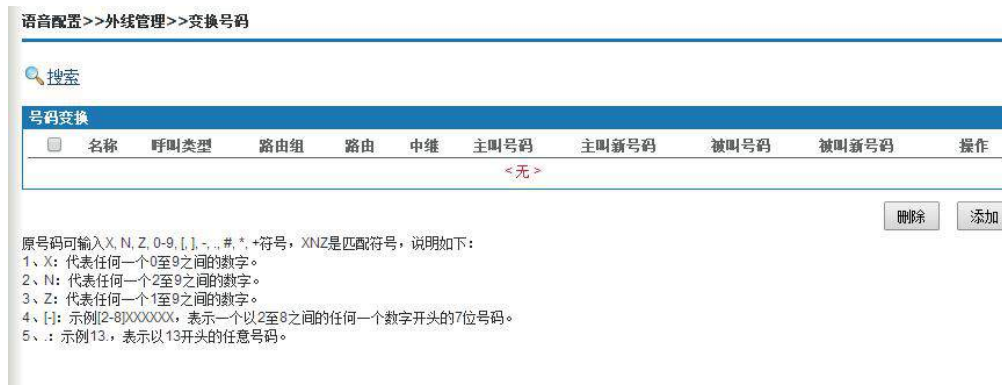 语音配置>>外线管理>>变换号码
搜索
号码变换
名称 呼叫类型 路由组 路由 中继 主叫号码 主叫新号码 被叫号码 被叫新号码 操作
<无>
删除 添加
原号码可输入X, N, Z, 0-9, [, ], -, ., #, *, +符号，XNZ是匹配符号，说明如下：
1、X：代表任何一个0至9之间的数字。
2、N：代表任何一个2至9之间的数字。
3、Z：代表任何一个1至9之间的数字。
4、[-]：示例[2-8]XXXXXX，表示一个以2至8之间的任何一个数字开头的7位号码。
5、.：示例13.，表示以13开头的任意号码。